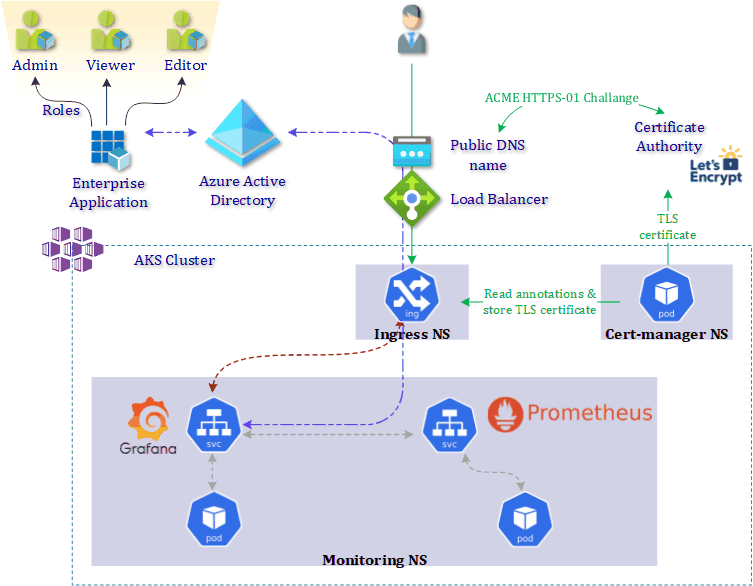 Admin
Viewer
Editor
Roles
Enterprise
Application
Azure Active
Directory
ACME HTTPS-01 Challange
Public DNS
name
Certificate
Authority
Let's
Encrypt
Load Balancer
TLS
certificate
AKS Cluster
ing
Ingress NS
Read annotations &
store TLS certificate
pod
Cert-manager NS
Grafana
svc
svc
Prometheus
pod
pod
Monitoring NS